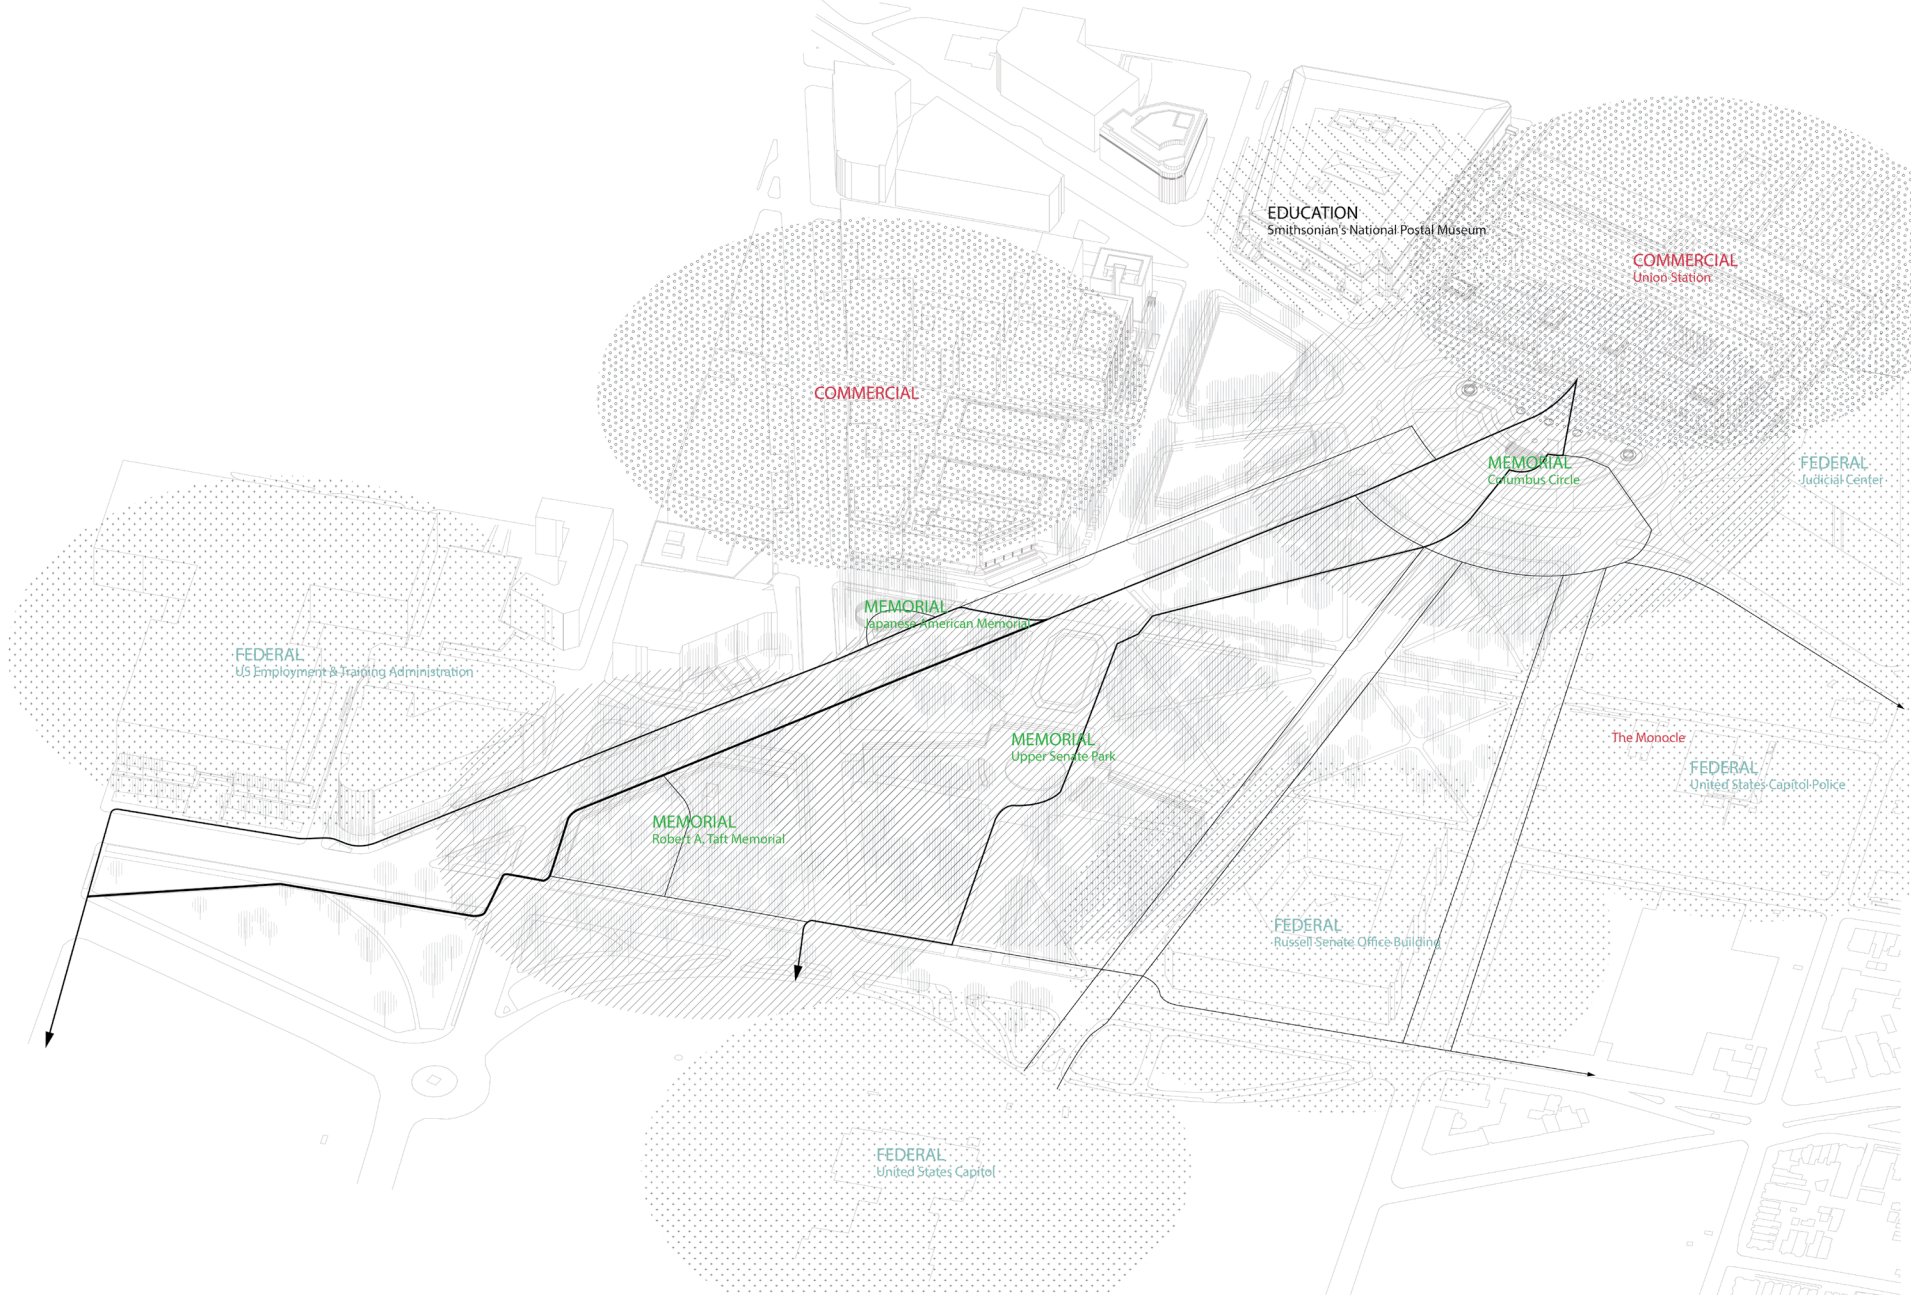 EDUCATION
Smithsonian's National Postal Museum
COMMERCIAL
Union Station
COMMERCIAL
MEMORIAL
Columbus Circle
FEDERAL
Judicial Center
MEMORIAL
Japanese American Memorial
FEDERAL
US Employment & Training Administration
MEMORIAL
Upper Senate Park
The Monocle
FEDERAL
United States Capitol Police
MEMORIAL
Robert A. Taft Memorial
FEDERAL
Russell Senate Office Building
FEDERAL
United States Capitol